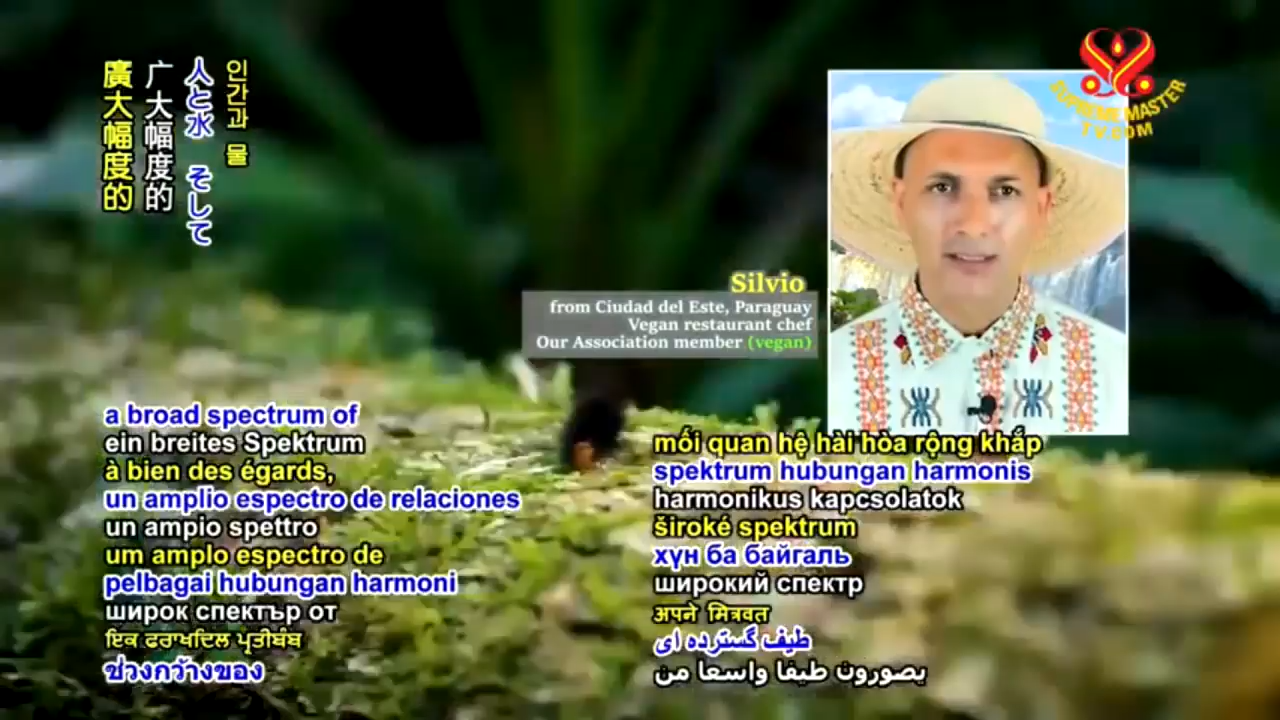 廣大幅度的
广大幅度的
人と水 そして
인간과 물
SUPREME MASTER
TV.COM
Silvio
from Ciudad del Este, Paraguay
Vegan restaurant chef
Our Association member (vegan)
a broad spectrum of
ein breites Spektrum
à bien des égards,
un amplio espectro de relaciones
un ampio spettro
um amplo espectro de
pelbagai hubungan harmoni
широк спектър от
ਇਕ ਫਰਾਖਦਿਲ ਪ੍ਰਤੀਬੰਬ
ช่วงกว้างของ
mối quan hệ hài hòa rộng khắp
spektrum hubungan harmonis
harmonikus kapcsolatok
široké spektrum
хүн ба байгаль
широкий спектр
अपने मित्रवत
طیف گسترده ای
يصورون طيفا واسعا من